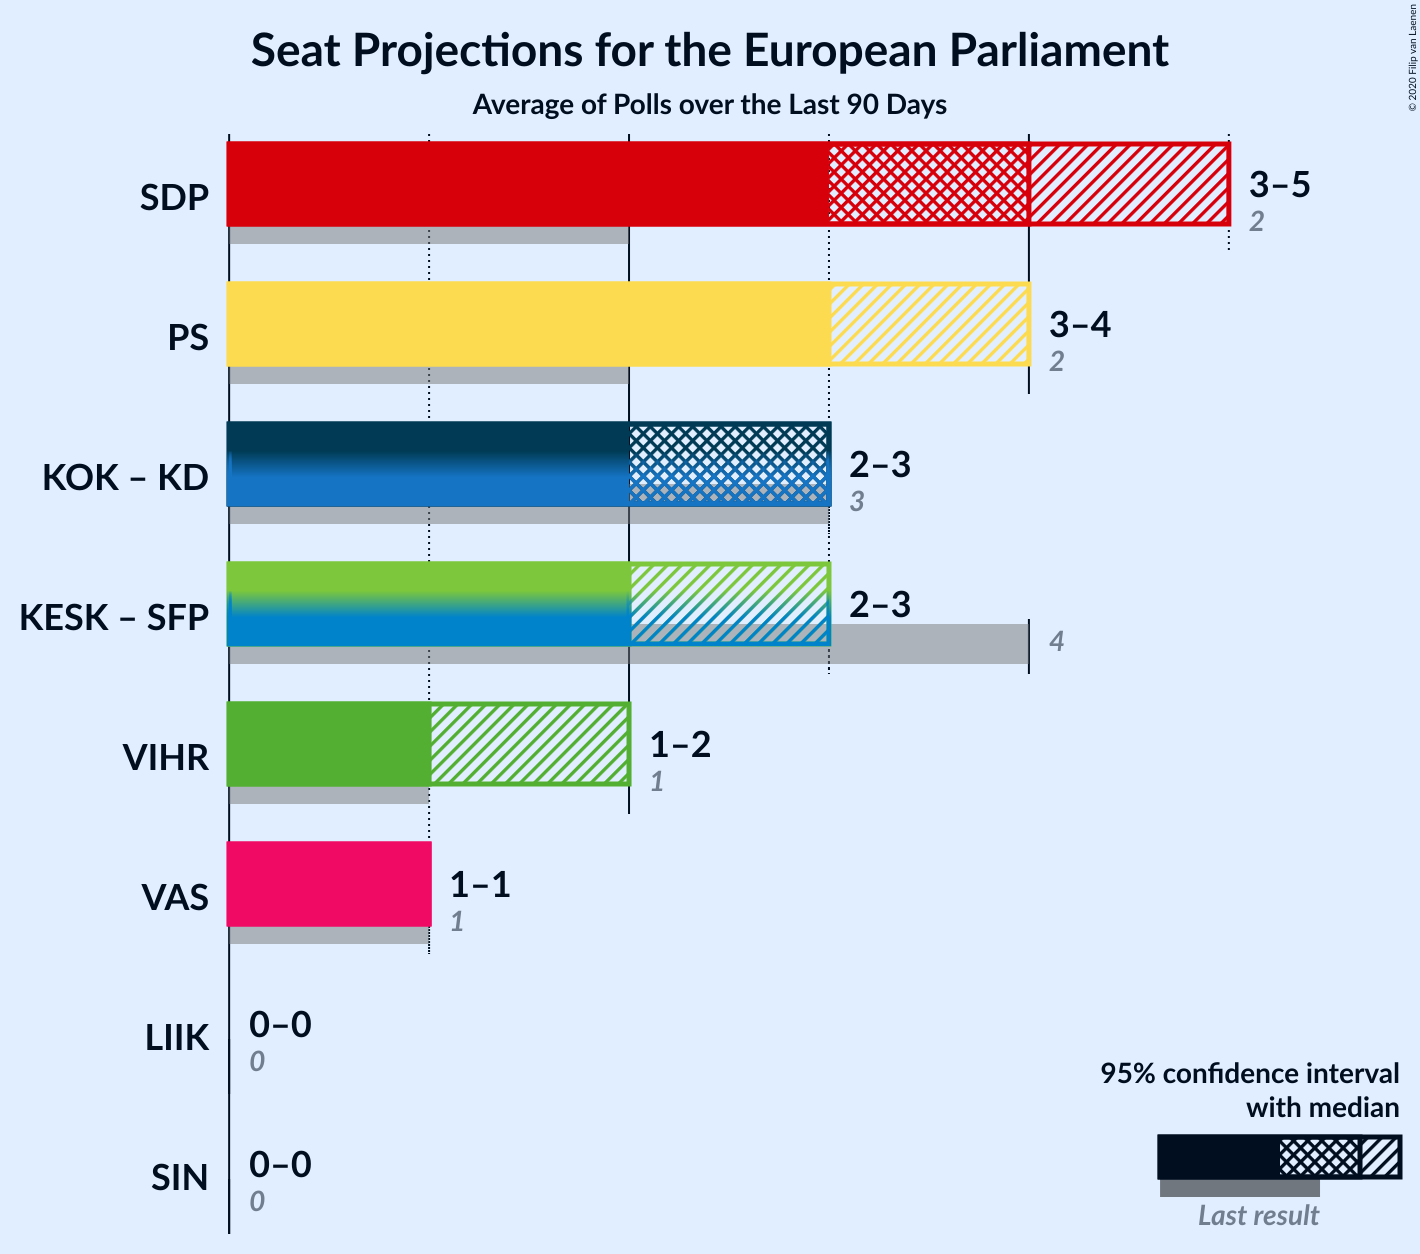 Seat Projections for the European Parliament
Average of Polls over the Last 90 Days
© 2020 Filip van Laenen
SDP
3–5
2
PS
3–4
2
KOK – KD
2–3
3
KESK – SFP
2–3
4
VIHR
1–2
1
VAS
1–1
1
LIIK
0–0
0
SIN
0–0
0
95% confidence interval
with median
Last result